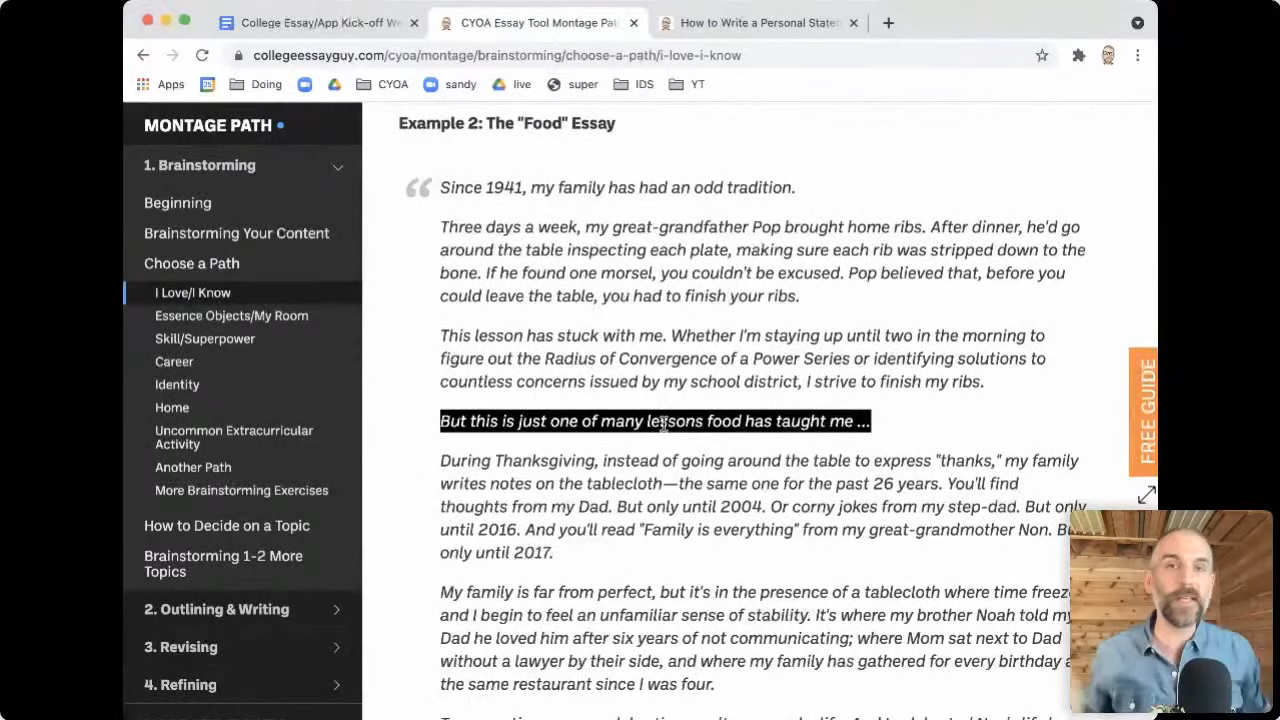 College Essay/App Kick-off We
CYOA Essay Tool Montage Pat
How to Write a Personal Statem
collegeessayguy.com/cyoa/montage/brainstorming/choose-a-path/i-love-i-know
Apps
Doing
CYOA
sandy
live
super
IDS
YT
MONTAGE PATH
1. Brainstorming
Beginning
Brainstorming Your Content
Choose a Path
I Love/I Know
Essence Objects/My Room
Skill/Superpower
Career
Identity
Home
Uncommon Extracurricular
Activity
Another Path
More Brainstorming Exercises
How to Decide on a Topic
Brainstorming 1-2 More
Topics
2. Outlining & Writing
3. Revising
4. Refining
Example 2: The "Food" Essay
Since 1941, my family has had an odd tradition.
Three days a week, my great-grandfather Pop brought home ribs. After dinner, he'd go
around the table inspecting each plate, making sure each rib was stripped down to the
bone. If he found one morsel, you couldn't be excused. Pop believed that, before you
could leave the table, you had to finish your ribs.
This lesson has stuck with me. Whether I'm staying up until two in the morning to
figure out the Radius of Convergence of a Power Series or identifying solutions to
countless concerns issued by my school district, I strive to finish my ribs.
But this is just one of many lessons food has taught me ...
During Thanksgiving, instead of going around the table to express "thanks," my family
writes notes on the tablecloth—the same one for the past 26 years. You'll find
thoughts from my Dad. But only until 2004. Or corny jokes from my step-dad. But only
until 2016. And you'll read "Family is everything" from my great-grandmother Non.
only until 2017.
My family is far from perfect, but it's in the presence of a tablecloth where time
and I begin to feel an unfamiliar sense of stability. It's where my brother Noah told my
Dad he loved him after six years of not communicating; where Mom sat next to Dad
without a lawyer by their side, and where my family has gathered for every birthday
the same restaurant since I was four.
FREE GUIDE